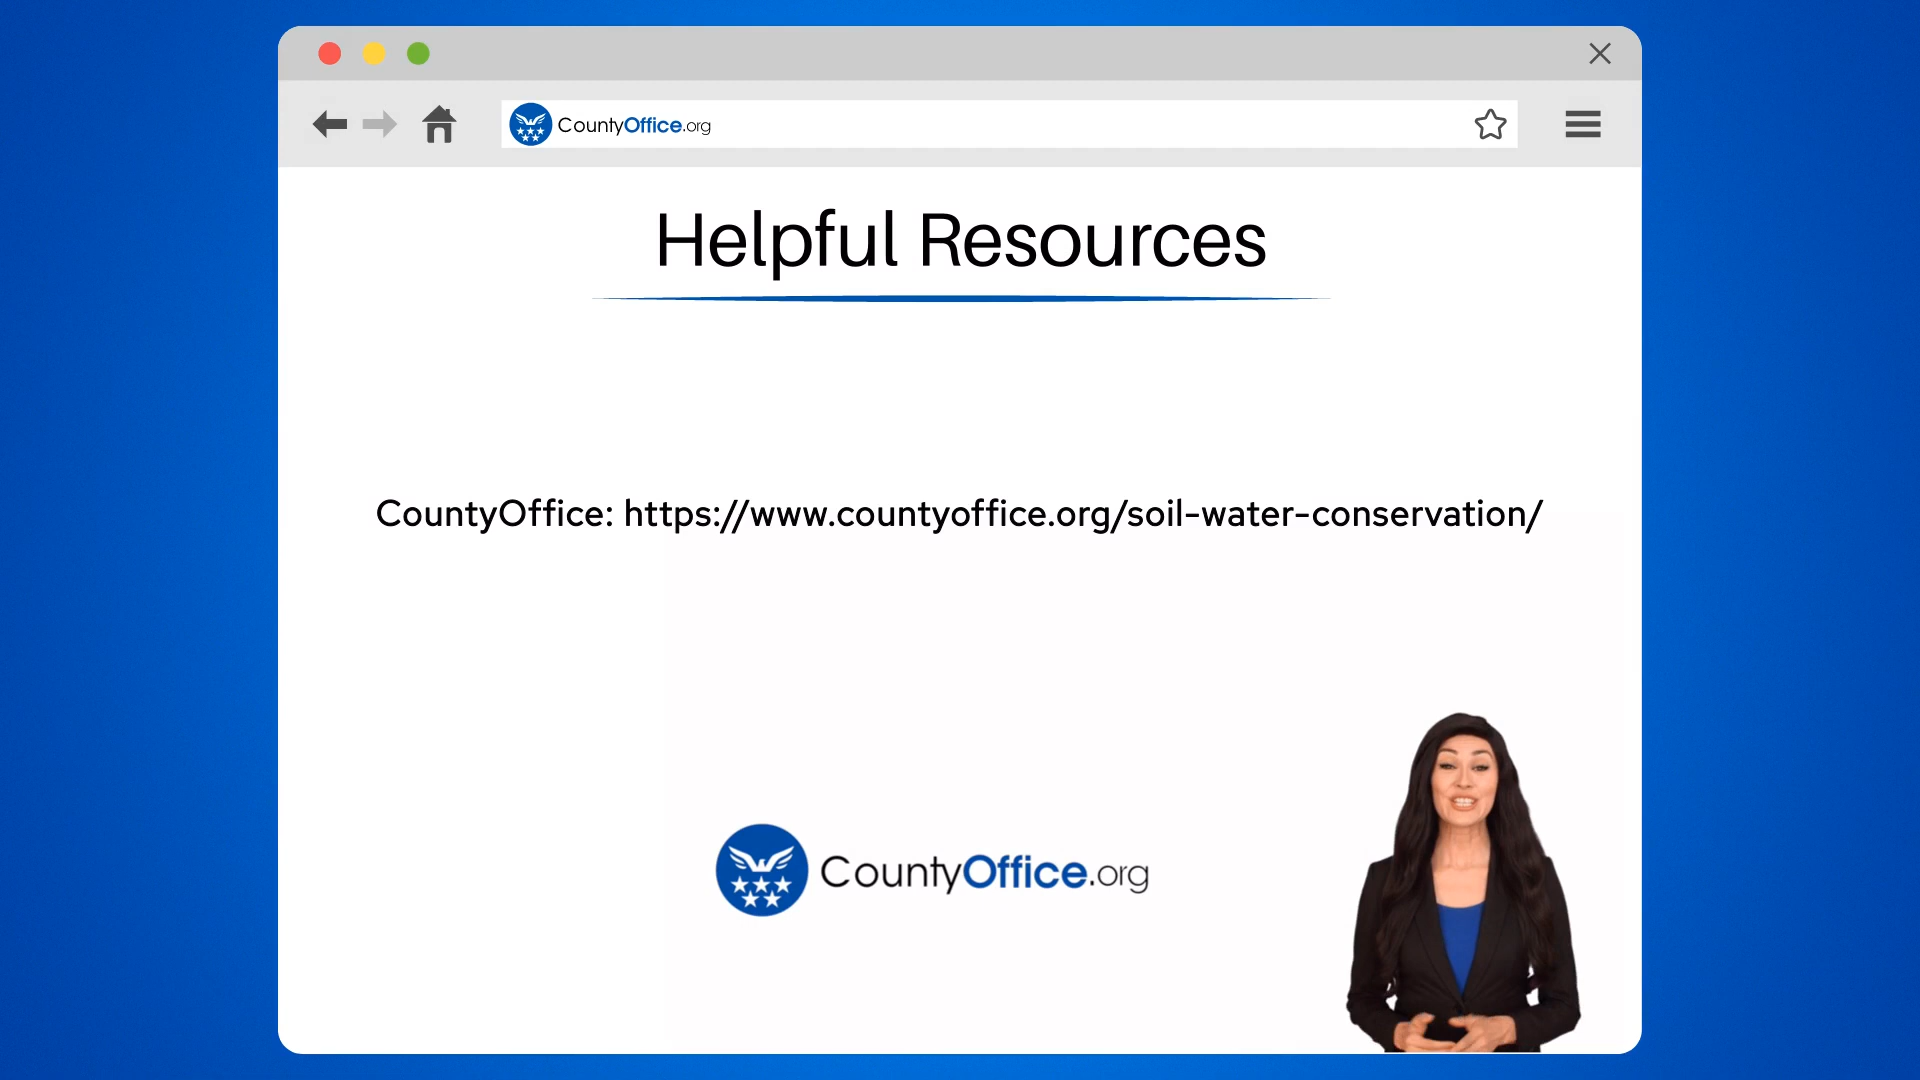 CountyOffice.org
Helpful Resources
CountyOffice: https://www.countyoffice.org/soil-water-conservation/
CountyOffice.org